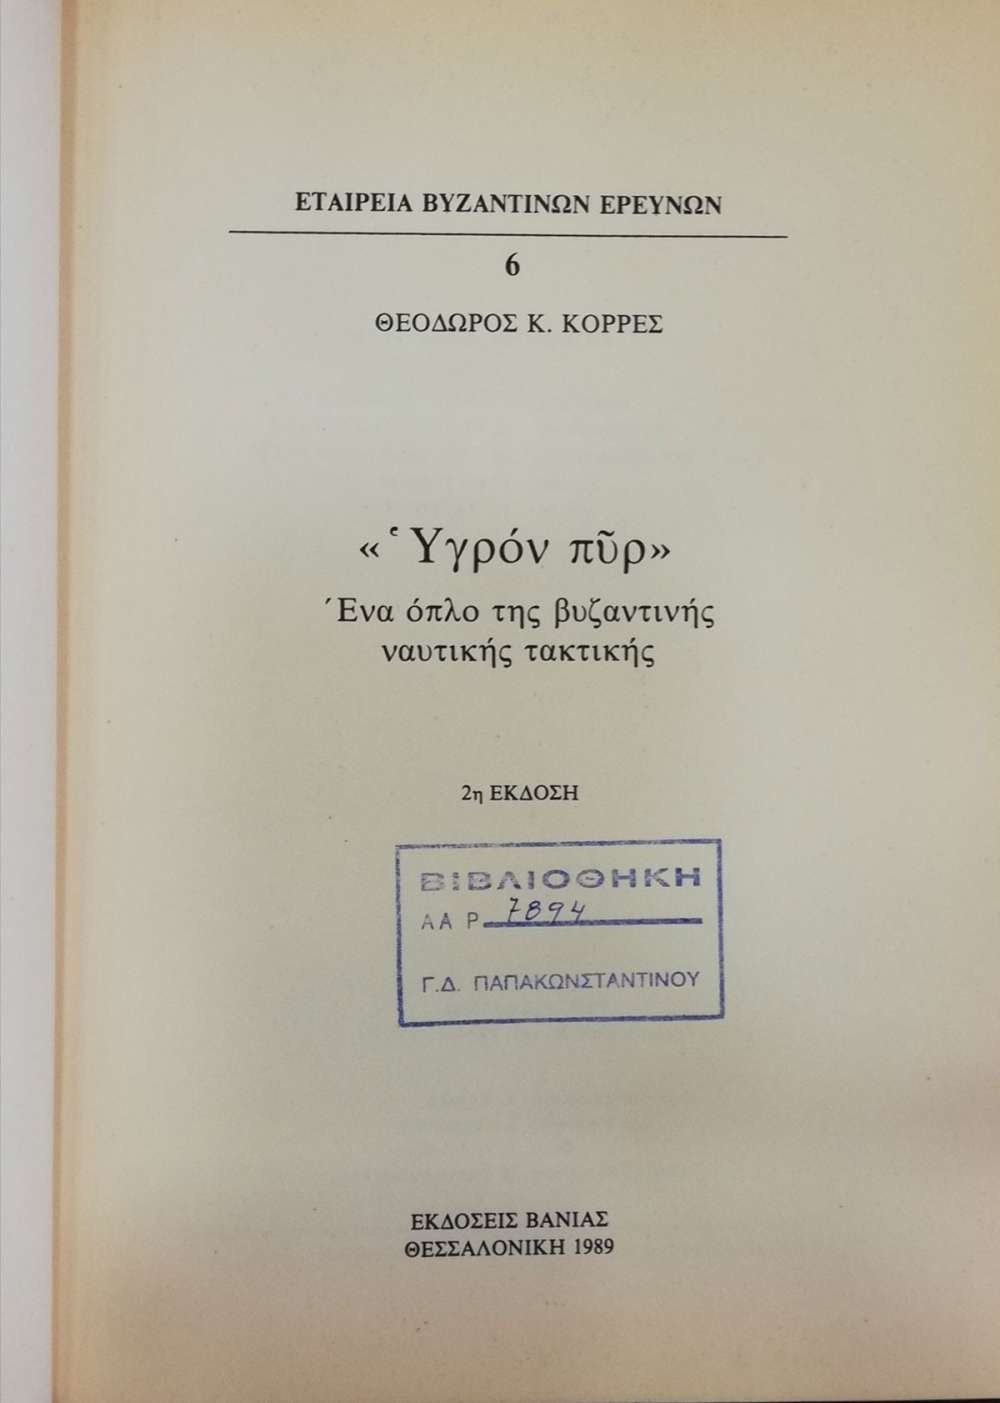 ΕΤΑΙΡΕΙΑ ΒΥΖΑΝΤΙΝΩΝ ΕΡΕΥΝΩΝ
6
ΘΕΟΔΩΡΟΣ Κ. ΚΟΡΡΕΣ
«Ὑγρόν πῦρ»
Ένα όπλο της βυζαντινής
ναυτικής τακτικής
2η ΕΚΔΟΣΗ
ΒΙΒΛΙΟΘΗΚΗ
ΑΑ Ρ 7894
Γ.Δ. ΠΑΠΑΚΩΝΣΤΑΝΤΙΝΟΥ
ΕΚΔΟΣΕΙΣ ΒΑΝΙΑΣ
ΘΕΣΣΑΛΟΝΙΚΗ 1989